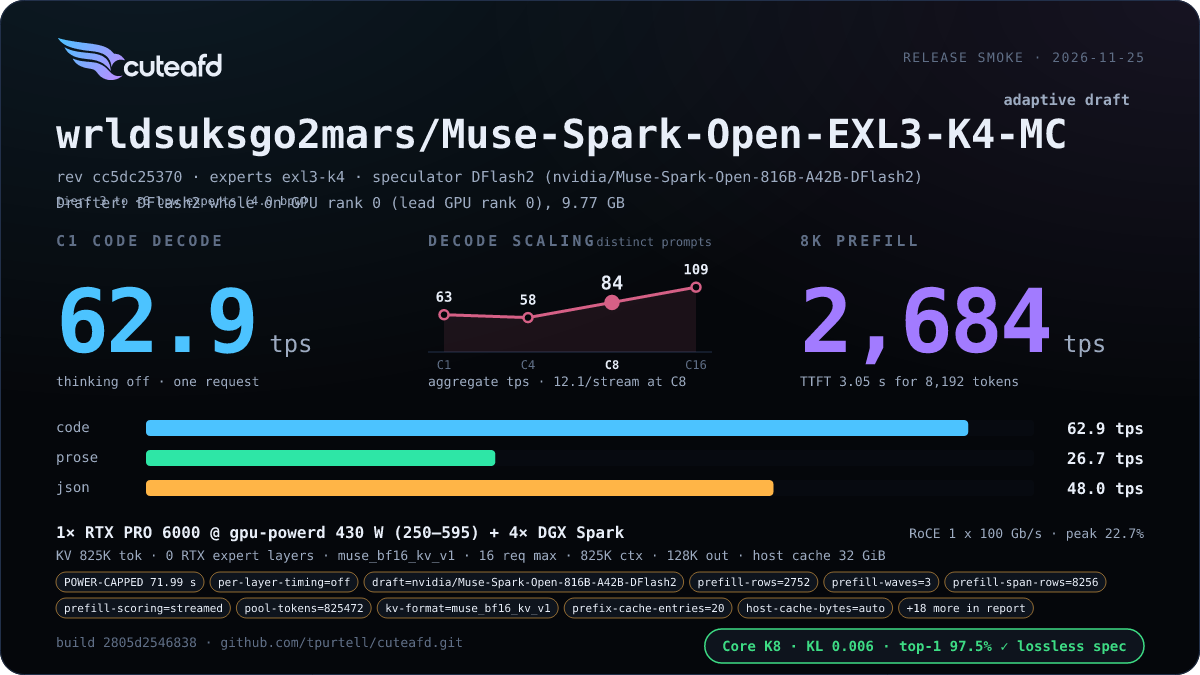 cuteafd
RELEASE SMOKE · 2026-11-25
adaptive draft
wrldsuksgo2mars/Muse-Spark-Open-EXL3-K4-MC
rev cc5dc25370 · experts exl3-k4 · speculator DFlash2 (nvidia/Muse-Spark-Open-816B-A42B-DFlash2)
Drafter: DFlash2 whole on GPU rank 0 (lead GPU rank 0), 9.77 GB
C1 CODE DECODE
62.9 tps
thinking off · one request
DECODE SCALING distinct prompts
63 58 84 109
C1 C4 C8 C16
aggregate tps · 12.1/stream at C8
8K PREFILL
2,684 tps
TTFT 3.05 s for 8,192 tokens
code 62.9 tps
prose 26.7 tps
json 48.0 tps
1× RTX PRO 6000 @ gpu-powerd 430 W (250–595) + 4× DGX Spark
RoCE 1 x 100 Gb/s · peak 22.7%
KV 825K tok · 0 RTX expert layers · muse_bf16_kv_v1 · 16 req max · 825K ctx · 128K out · host cache 32 GiB
POWER-CAPPED 71.99 s per-layer-timing=off draft=nvidia/Muse-Spark-Open-816B-A42B-DFlash2 prefill-rows=2752 prefill-waves=3 prefill-span-rows=8256
prefill-scoring=streamed pool-tokens=825472 kv-format=muse_bf16_kv_v1 prefix-cache-entries=20 host-cache-bytes=auto +18 more in report
build 2805d2546838 · github.com/tpurtell/cuteafd.git
Core K8 · KL 0.006 · top-1 97.5% ✓ lossless spec